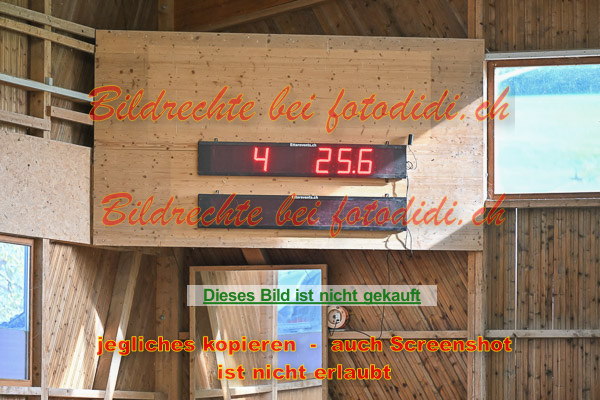 Bildrechte bei fotodidi.ch
4 25.6
Bildrechte bei fotodidi.ch
Dieses Bild ist nicht gekauft
jegliches kopieren - auch Screenshot
ist nicht erlaubt